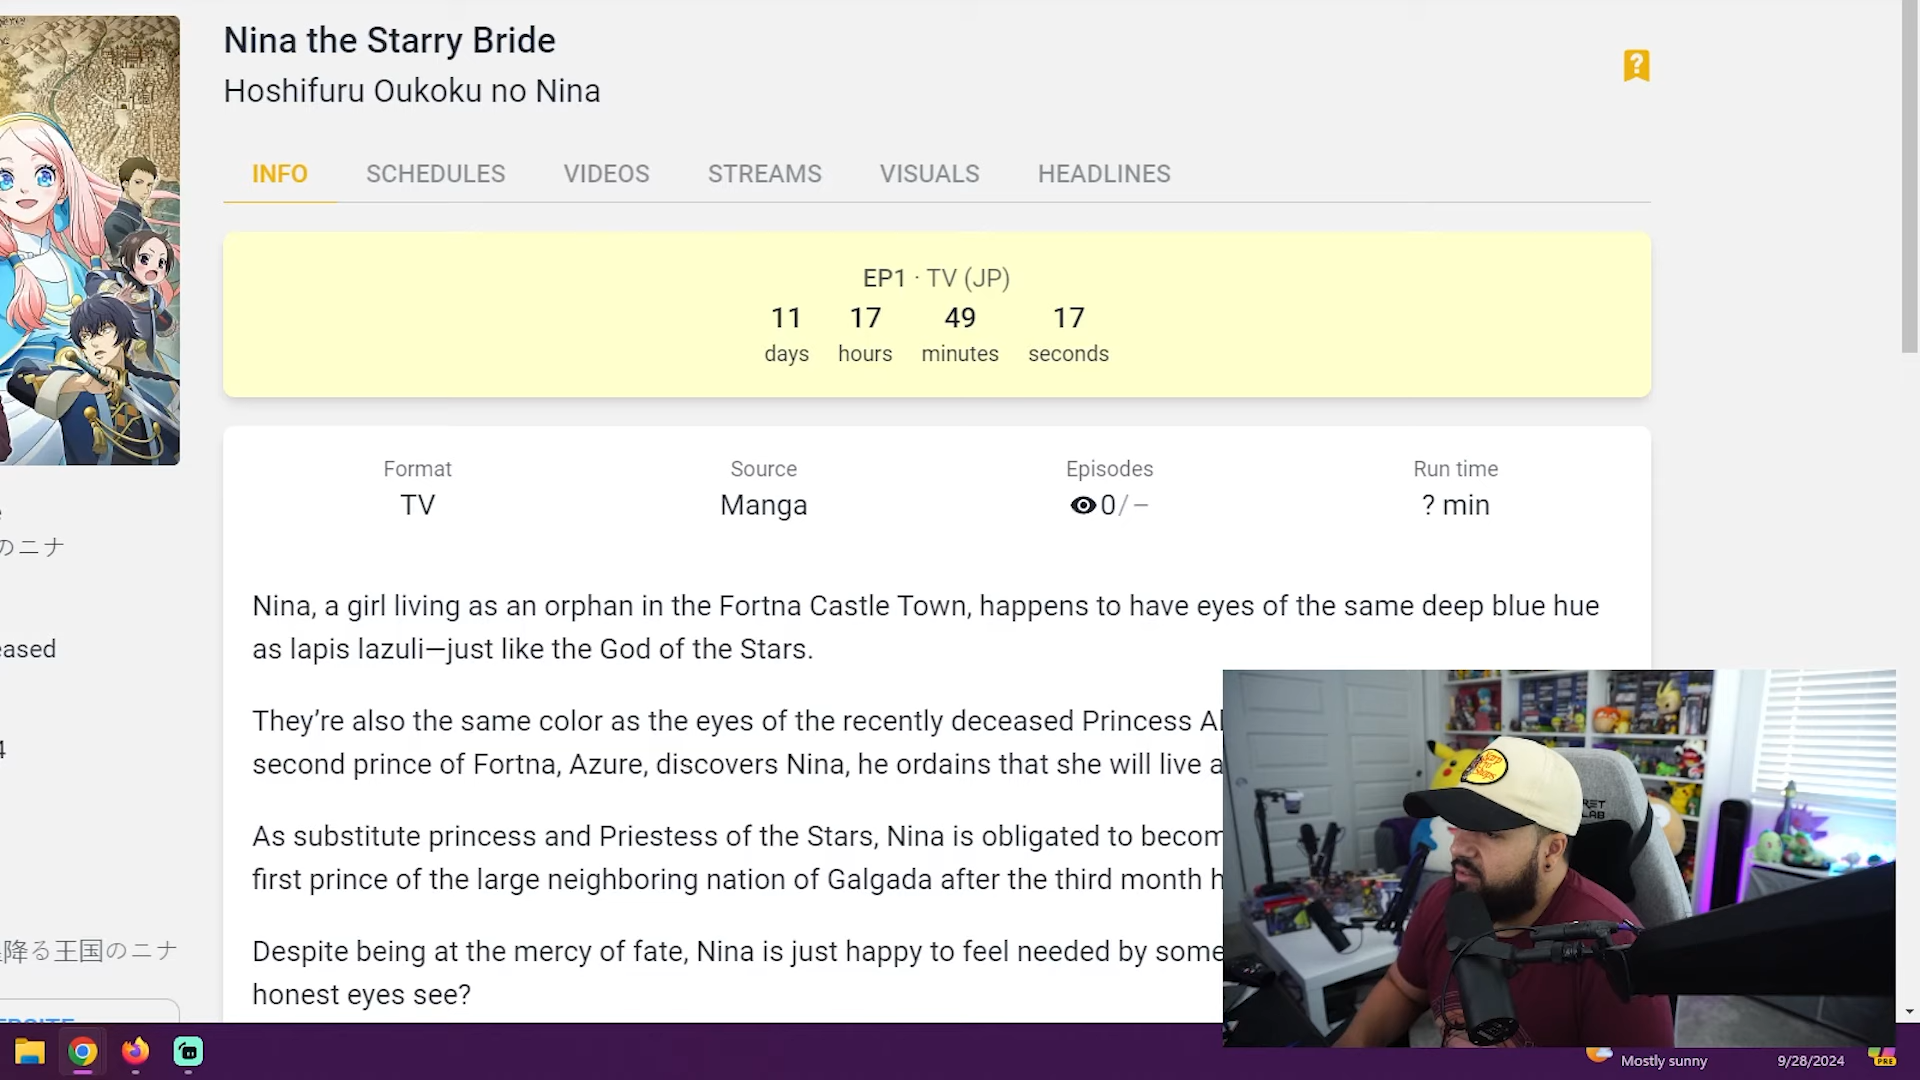 Nina the Starry Bride
Hoshifuru Oukoku no Nina
INFO SCHEDULES VIDEOS STREAMS VISUALS HEADLINES
EP1 · TV (JP)
11 17 49 17
days hours minutes seconds
Format Source Episodes Run time
TV Manga 0/ – ? min
のニナ
eased
4
降る王国のニナ
Nina, a girl living as an orphan in the Fortna Castle Town, happens to have eyes of the same deep blue hue
as lapis lazuli—just like the God of the Stars.
They’re also the same color as the eyes of the recently deceased Princess Al
second prince of Fortna, Azure, discovers Nina, he ordains that she will live a
As substitute princess and Priestess of the Stars, Nina is obligated to becom
first prince of the large neighboring nation of Galgada after the third month h
Despite being at the mercy of fate, Nina is just happy to feel needed by some
honest eyes see?
RET
LAB
Mostly sunny
9/28/2024
PRE